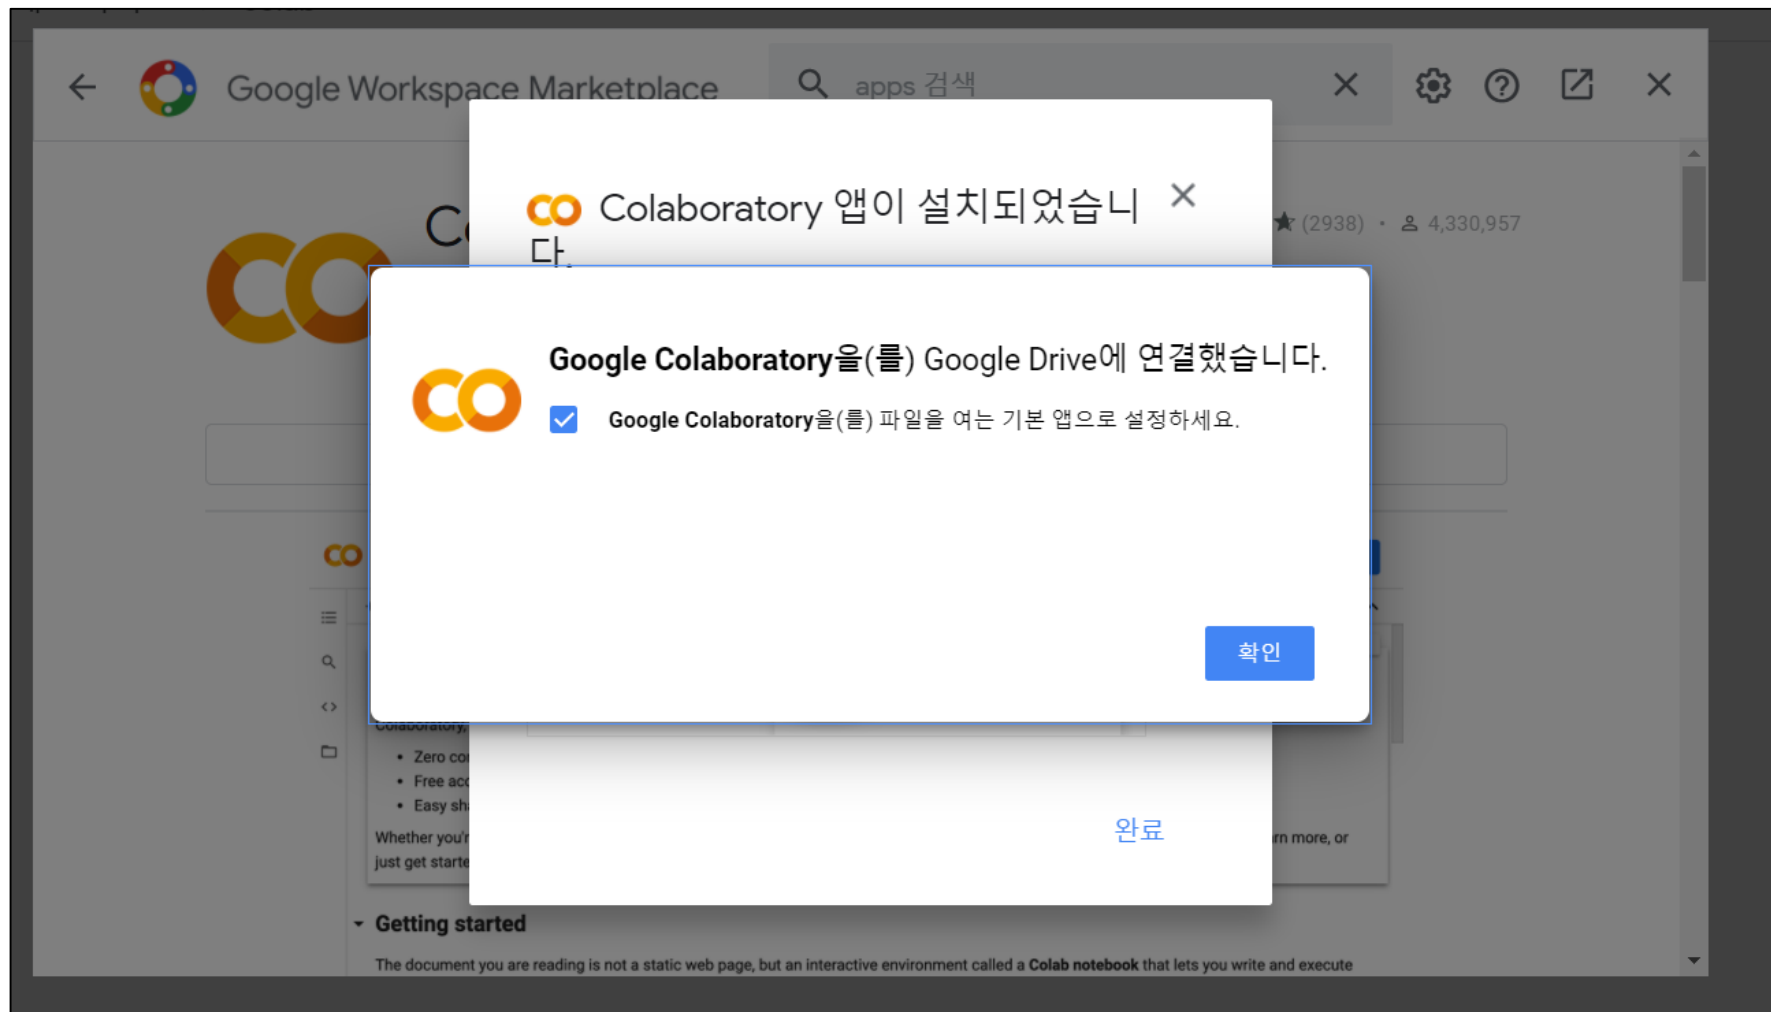 Google Workspace Marketplace
apps 검색
Colaboratory 앱이 설치되었습니
다.
(2938) • 4,330,957
Google Colaboratory을(를) Google Drive에 연결했습니다.
Google Colaboratory을(를) 파일을 여는 기본 앱으로 설정하세요.
확인
Colaboratory,
• Zero
• Free
• Easy
Whether more, or
just get
완료
Getting started
The document you are reading is not a static web page, but an interactive environment called a Colab notebook that lets you write and execute